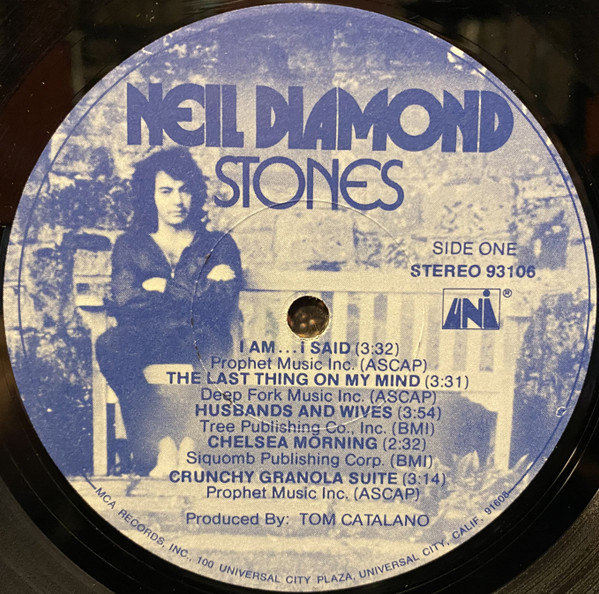 NEIL DIAMOND
STONES
SIDE ONE
STEREO 93106
UNI ®
I AM...I SAID (3:32)
Prophet Music Inc. (ASCAP)
THE LAST THING ON MY MIND (3:31)
Deep Fork Music Inc. (ASCAP)
HUSBANDS AND WIVES (3:54)
Tree Publishing Co., Inc. (BMI)
CHELSEA MORNING (2:32)
Siquomb Publishing Corp. (BMI)
CRUNCHY GRANOLA SUITE (3:14)
Prophet Music Inc. (ASCAP)
Produced By: TOM CATALANO
—MCA RECORDS, INC., 100 UNIVERSAL CITY PLAZA, UNIVERSAL CITY, CALIF. 91608—